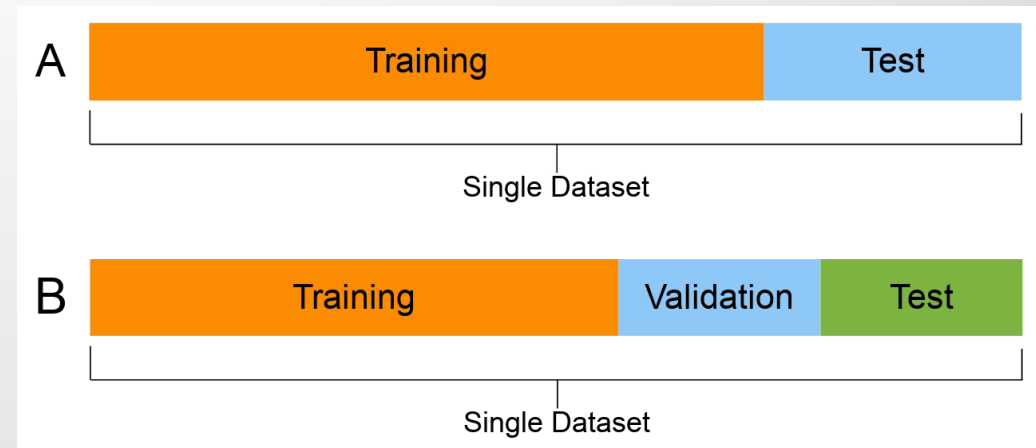 A Training Test
Single Dataset
B Training Validation Test
Single Dataset